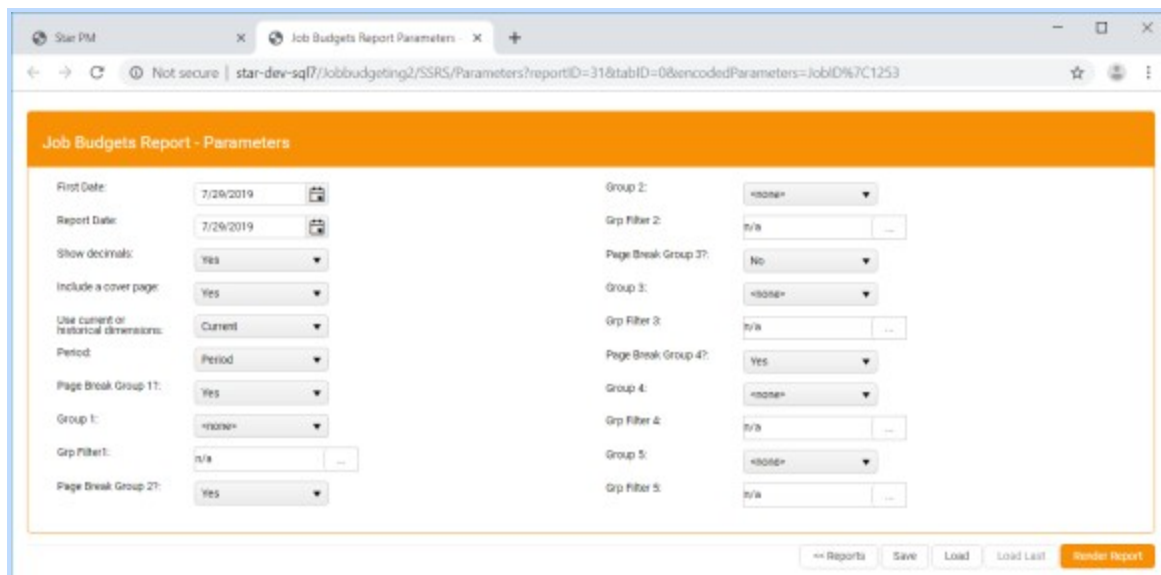 Star PM
Job Budgets Report Parameters -
Not secure | star-dev-sql7/Jobbudgeting2/SSRS/Parameters?reportID=31&tabID=0&encodedParameters=JobID%7C1253
Job Budgets Report - Parameters
First Date: 7/29/2019
Report Date: 7/29/2019
Show decimals: Yes
Include a cover page: Yes
Use current or
historical dimensions: Current
Period: Period
Page Break Group 1?: Yes
Group 1: <none>
Grp Filter1: n/a ...
Page Break Group 2?: Yes
Group 2: <none>
Grp Filter 2: n/a ...
Page Break Group 3?: No
Group 3: <none>
Grp Filter 3: n/a ...
Page Break Group 4?: Yes
Group 4: <none>
Grp Filter 4: n/a ...
Group 5: <none>
Grp Filter 5: n/a ...
<< Reports Save Load Load Last Render Report